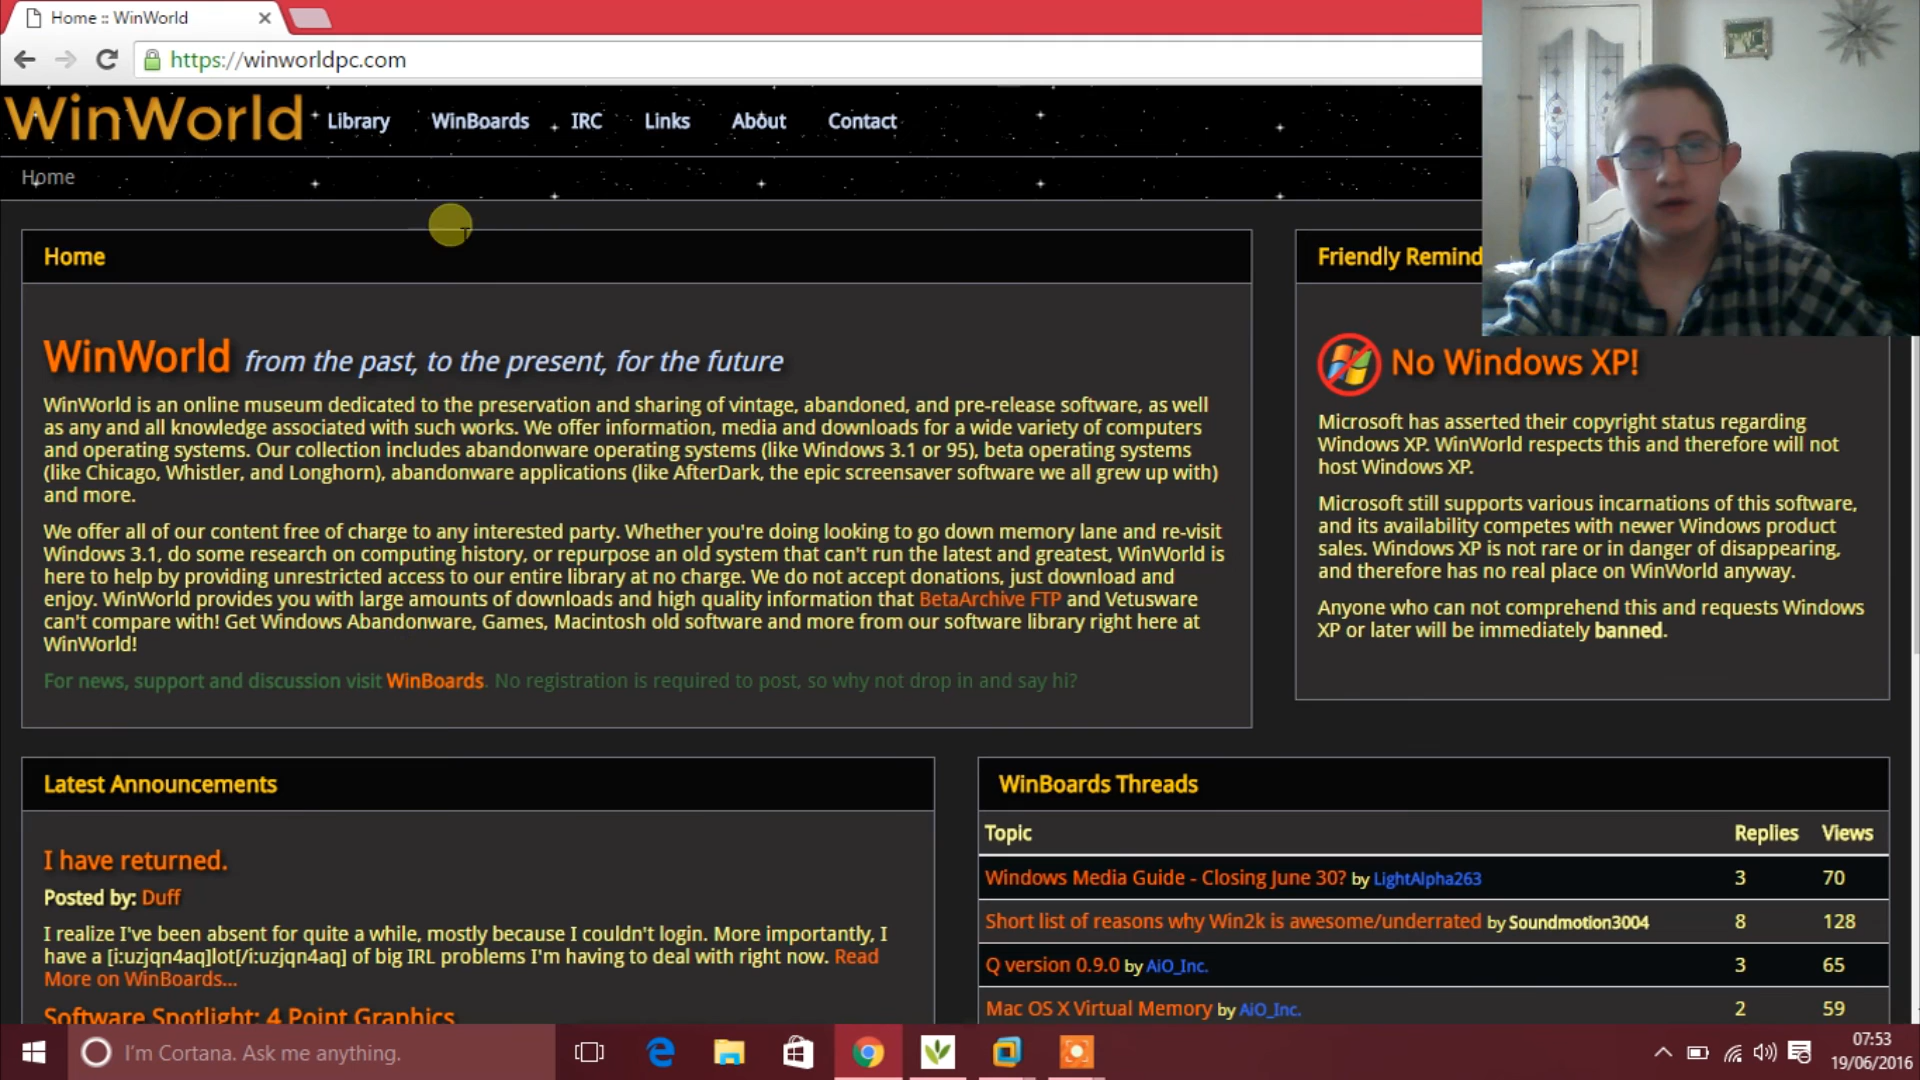 Home :: WinWorld
https://winworldpc.com
WinWorld
Library WinBoards IRC Links About Contact
Home
Home
WinWorld from the past, to the present, for the future
WinWorld is an online museum dedicated to the preservation and sharing of vintage, abandoned, and pre-release software, as well
as any and all knowledge associated with such works. We offer information, media and downloads for a wide variety of computers
and operating systems. Our collection includes abandonware operating systems (like Windows 3.1 or 95), beta operating systems
(like Chicago, Whistler, and Longhorn), abandonware applications (like AfterDark, the epic screensaver software we all grew up with)
and more.
We offer all of our content free of charge to any interested party. Whether you're doing looking to go down memory lane and re-visit
Windows 3.1, do some research on computing history, or repurpose an old system that can't run the latest and greatest, WinWorld is
here to help by providing unrestricted access to our entire library at no charge. We do not accept donations, just download and
enjoy. WinWorld provides you with large amounts of downloads and high quality information that BetaArchive FTP and Vetusware
can't compare with! Get Windows Abandonware, Games, Macintosh old software and more from our software library right here at
WinWorld!
For news, support and discussion visit WinBoards. No registration is required to post, so why not drop in and say hi?
Friendly Remind
No Windows XP!
Microsoft has asserted their copyright status regarding
Windows XP. WinWorld respects this and therefore will not
host Windows XP.
Microsoft still supports various incarnations of this software,
and its availability competes with newer Windows product
sales. Windows XP is not rare or in danger of disappearing,
and therefore has no real place on WinWorld anyway.
Anyone who can not comprehend this and requests Windows
XP or later will be immediately banned.
Latest Announcements
I have returned.
Posted by: Duff
I realize I've been absent for quite a while, mostly because I couldn't login. More importantly, I
have a [i:uzjqn4aq]lot[/i:uzjqn4aq] of big IRL problems I'm having to deal with right now. Read
More on WinBoards...
Software Spotlight: 4 Point Graphics
WinBoards Threads
Topic Replies Views
Windows Media Guide - Closing June 30? by LightAlpha263 3 70
Short list of reasons why Win2k is awesome/underrated by Soundmotion3004 8 128
Q version 0.9.0 by AiO_Inc. 3 65
Mac OS X Virtual Memory by AiO_Inc. 2 59
I'm Cortana. Ask me anything.
07:53
19/06/2016